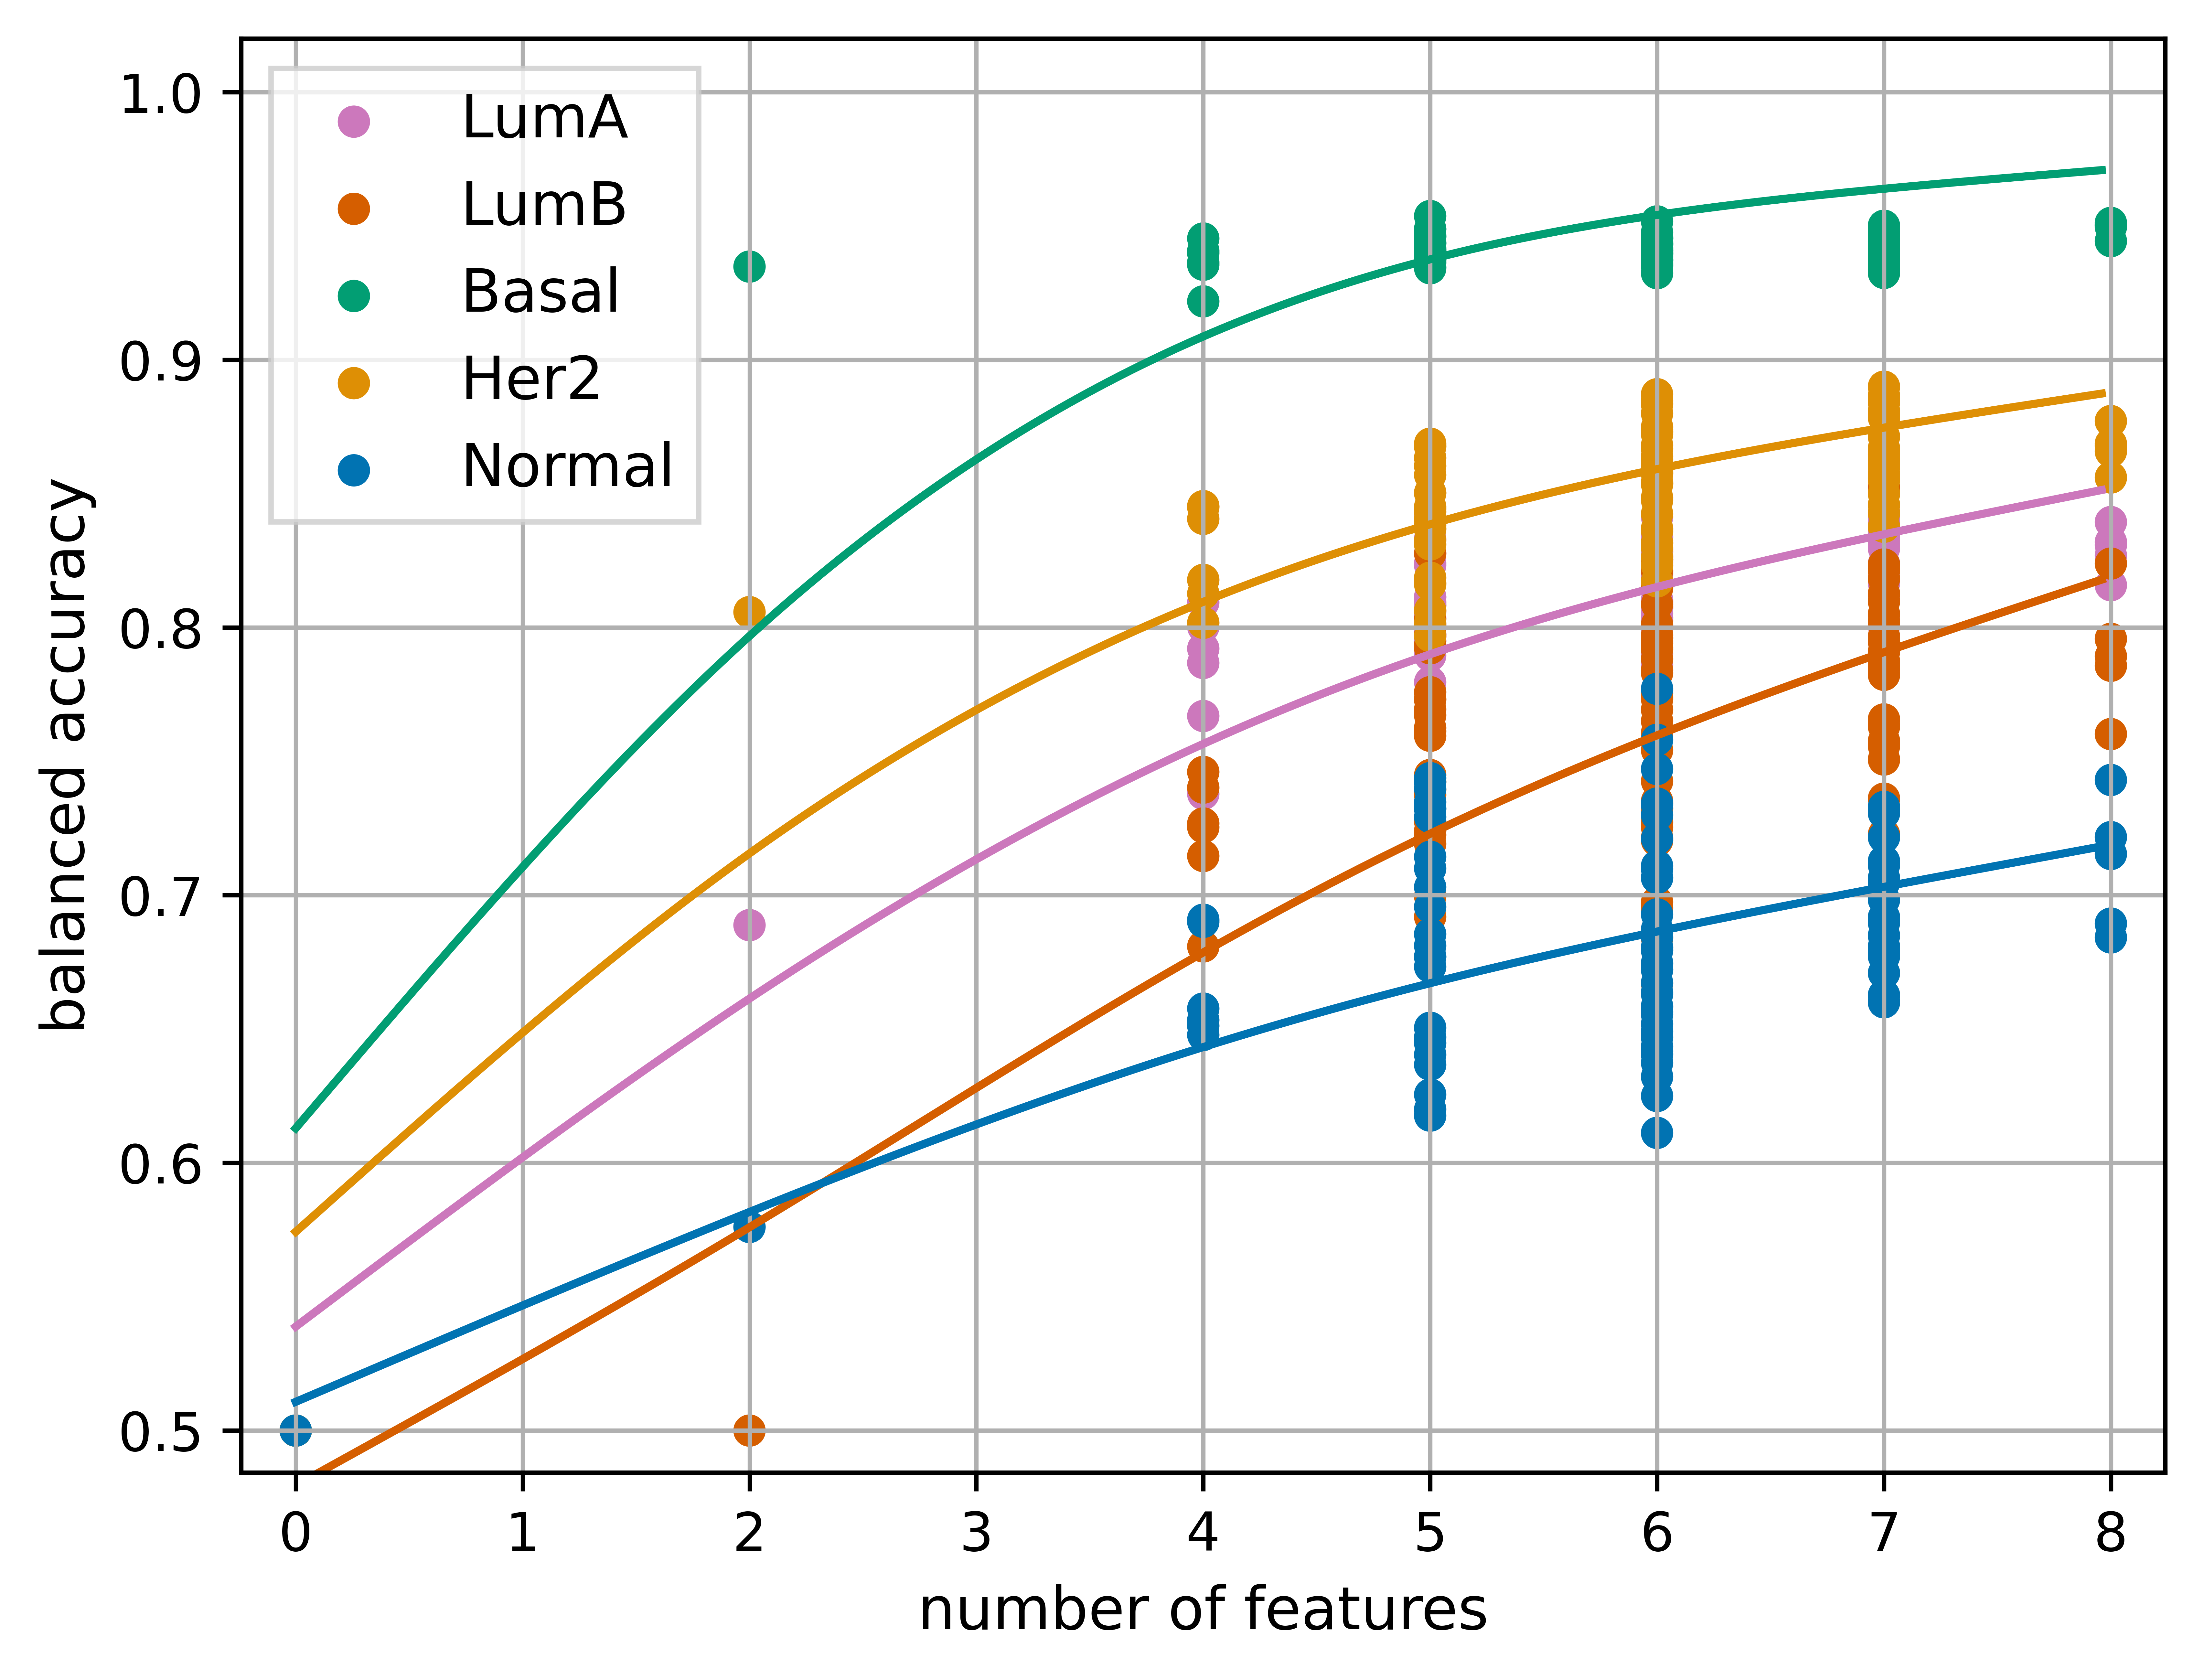 LumA
LumB
Basal
Her2
Normal
1.0
0.9
0.8
0.7
0.6
0.5
balanced accuracy
0 1 2 3 4 5 6 7 8
number of features